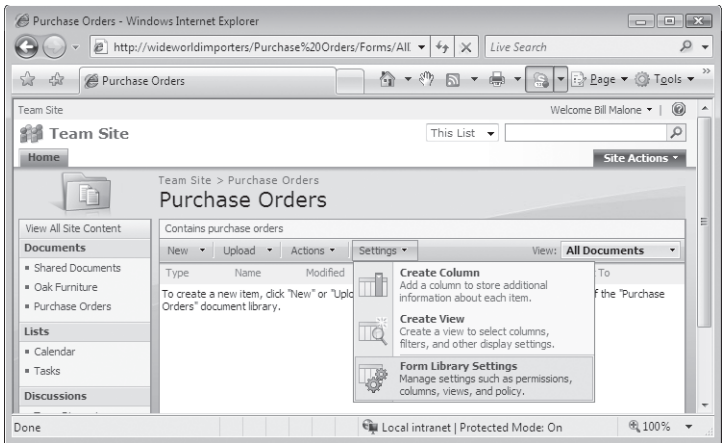 Purchase Orders - Windows Internet Explorer
http://wideworldimporters/Purchase%20Orders/Forms/All
Live Search
Purchase Orders
Page
Tools
Team Site
Welcome Bill Malone
Team Site
This List
Home
Site Actions
Team Site > Purchase Orders
Purchase Orders
View All Site Content
Contains purchase orders
Documents
New Upload Actions Settings View: All Documents
Shared Documents
Oak Furniture
Purchase Orders
Lists
Calendar
Tasks
Discussions
Type Name Modified To
To create a new item, click "New" or "Uplo f the "Purchase
Orders" document library.
Create Column
Add a column to store additional
information about each item.
Create View
Create a view to select columns,
filters, and other display settings.
Form Library Settings
Manage settings such as permissions,
columns, views, and policy.
Done
Local intranet | Protected Mode: On
100%